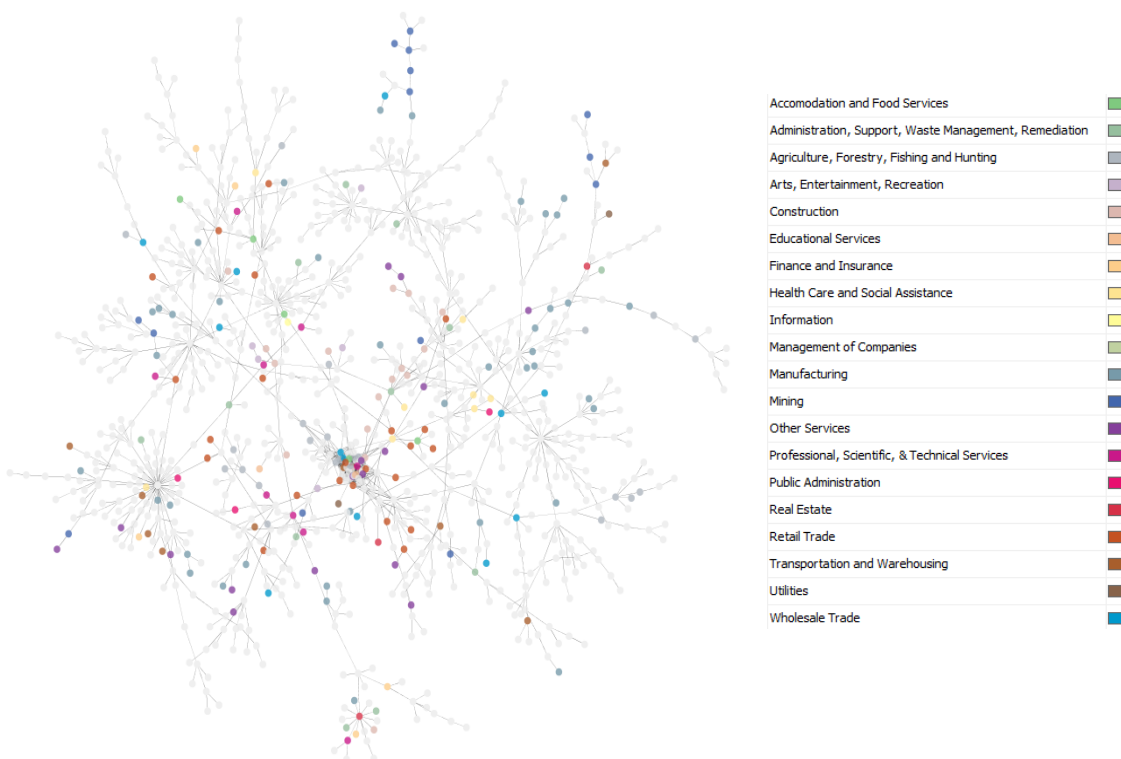 Accomodation and Food Services
Administration, Support, Waste Management, Remediation
Agriculture, Forestry, Fishing and Hunting
Arts, Entertainment, Recreation
Construction
Educational Services
Finance and Insurance
Health Care and Social Assistance
Information
Management of Companies
Manufacturing
Mining
Other Services
Professional, Scientific, & Technical Services
Public Administration
Real Estate
Retail Trade
Transportation and Warehousing
Utilities
Wholesale Trade